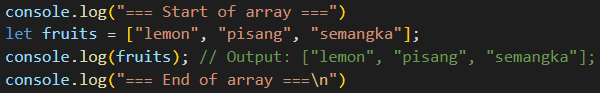 console.log("=== Start of array ===")
let fruits = ["lemon", "pisang", "semangka"];
console.log(fruits); // Output: ["lemon", "pisang", "semangka"];
console.log("=== End of array ===\n")